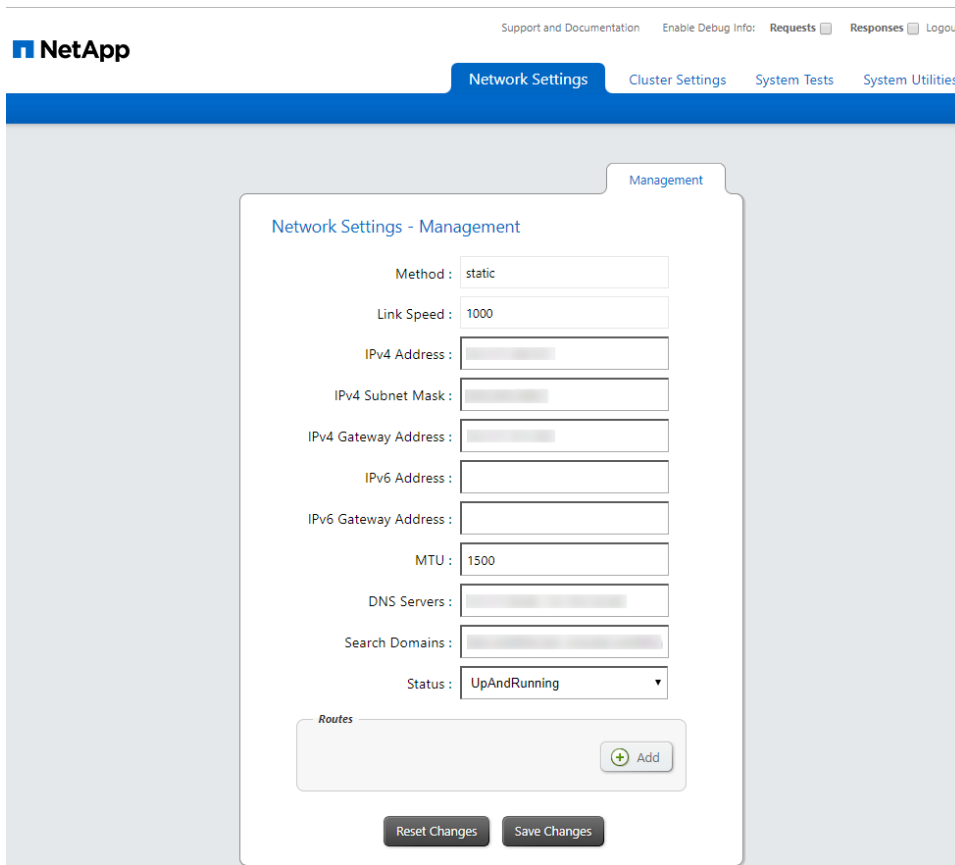 Support and Documentation Enable Debug Info: Requests Responses
NetApp
Network Settings Cluster Settings System Tests System Utilities
Management
Network Settings - Management
Method : static
Link Speed : 1000
IPv4 Address :
IPv4 Subnet Mask :
IPv4 Gateway Address :
IPv6 Address :
IPv6 Gateway Address :
MTU : 1500
DNS Servers :
Search Domains :
Status : UpAndRunning
Routes
Add
Reset Changes Save Changes